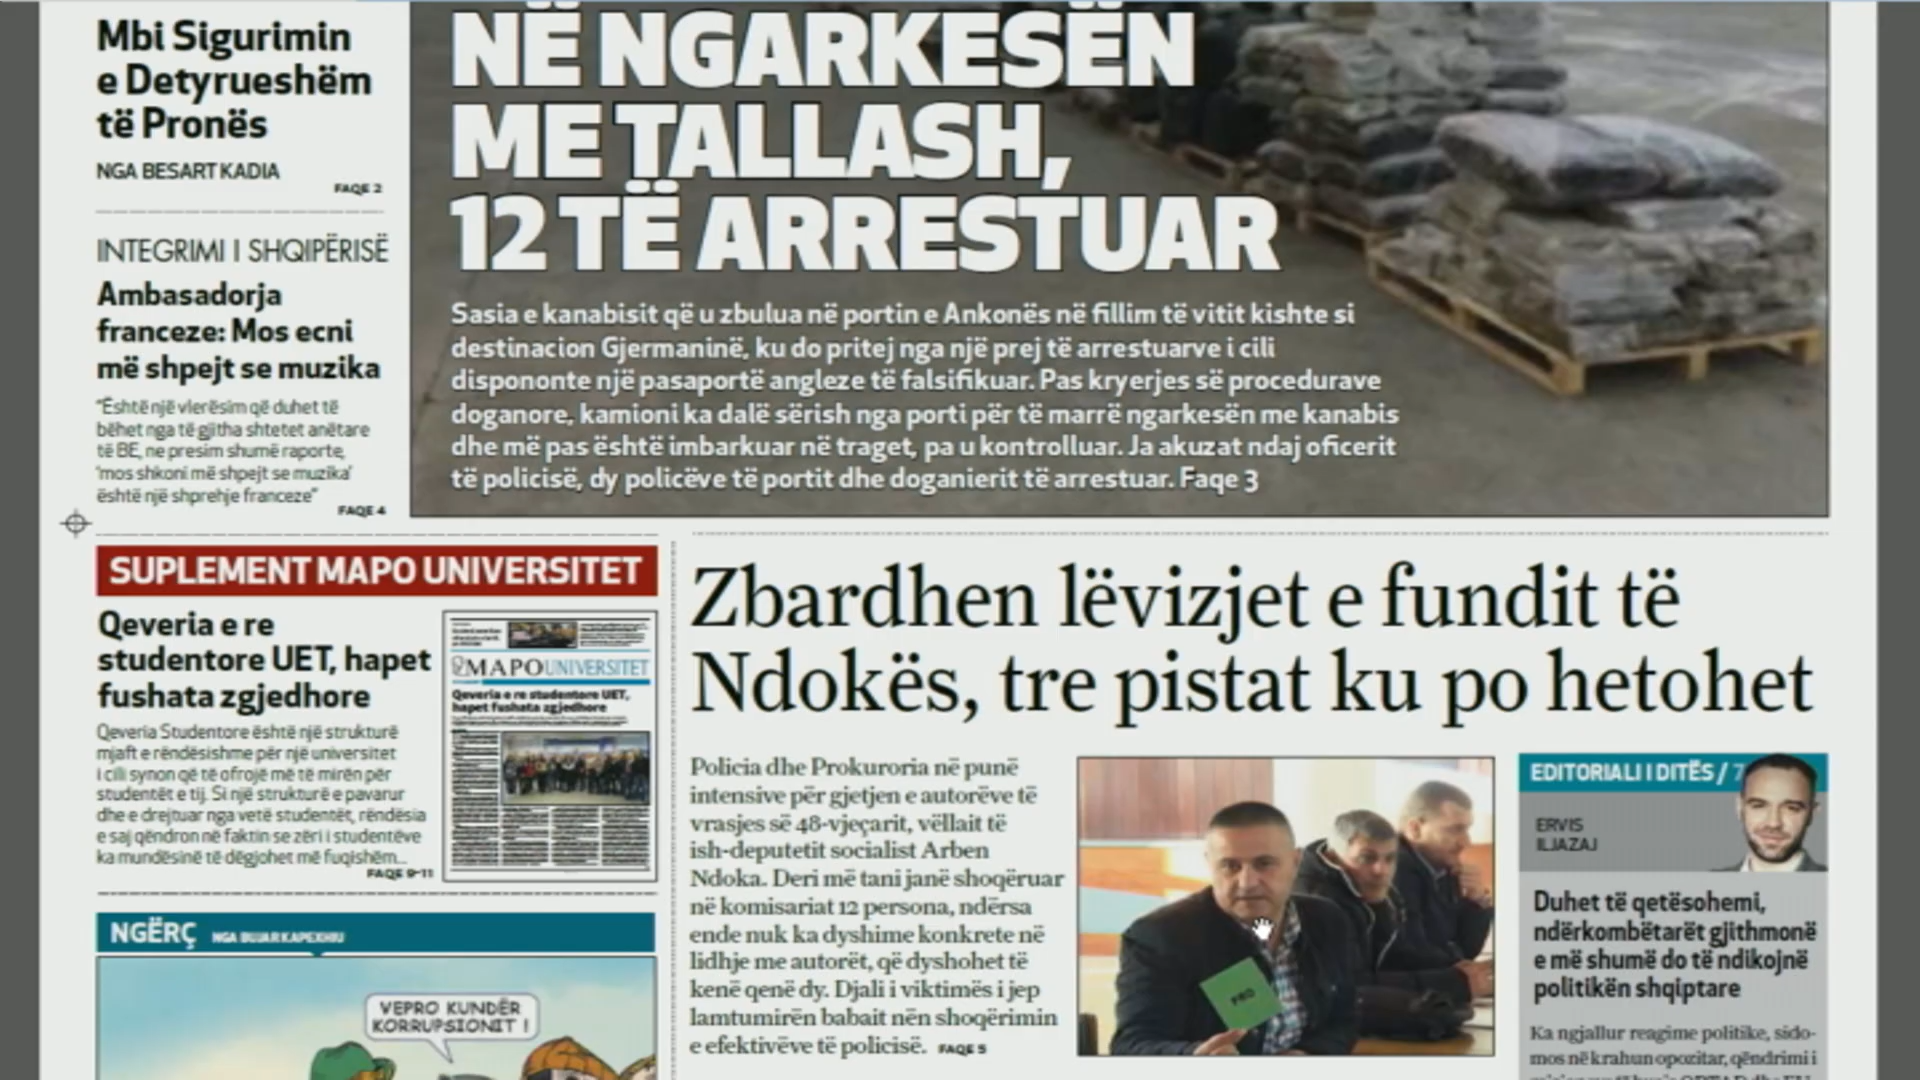 Mbi Sigurimin
e Detyrueshëm
të Pronës
NGA BESART KADIA
FAQE 2
INTEGRIMI I SHQIPËRISË
Ambasadorja
franceze: Mos ecni
më shpejt se muzika
"Është një vlerësim që duhet të
bëhet nga të gjitha shtetet anëtare
të BE, ne presim shumë raporte,
'mos shkoni më shpejt se muzika'
është një shprehje franceze"
FAQE 4
NË NGARKESËN
ME TALLASH,
12 TË ARRESTUAR
Sasia e kanabisit që u zbulua në portin e Ankonës në fillim të vitit kishte si
destinacion Gjermaninë, ku do pritej nga një prej të arrestuarve i cili
dispononte një pasaportë angleze të falsifikuar. Pas kryerjes së procedurave
doganore, kamioni ka dalë sërish nga porti për të marrë ngarkesën me kanabis
dhe më pas është imbarkuar në traget, pa u kontrolluar. Ja akuzat ndaj oficerit
të policisë, dy policëve të portit dhe doganierit të arrestuar. Faqe 3
SUPLEMENT MAPO UNIVERSITET
Qeveria e re
studentore UET, hapet
fushata zgjedhore
Qeveria Studentore është një strukturë
mjaft e rëndësishme për një universitet
i cili synon që të ofrojë më të mirën për
studentët e tij. Si një strukturë e pavarur
dhe e drejtuar nga vetë studentët, rëndësia
e saj qëndron në faktin se zëri i studentëve
ka mundësinë të dëgjohet më fuqishëm...
FAQE 9-11
MAPOUNIVERSITET
Qeveria e re studentore UET,
hapet fushata zgjedhore
NGËRÇ NGA BUJAR KAPEXHIU
VEPRO KUNDËR
KORRUPSIONIT !
Zbardhen lëvizjet e fundit të
Ndokës, tre pistat ku po hetohet
Policia dhe Prokuroria në punë
intensive për gjetjen e autorëve të
vrasjes së 48-vjeçarit, vëllait të
ish-deputetit socialist Arben
Ndoka. Deri më tani janë shoqëruar
në komisariat 12 persona, ndërsa
ende nuk ka dyshime konkrete në
lidhje me autorët, që dyshohet të
kenë qenë dy. Djali i viktimës i jep
lamtumirën babait nën shoqërimin
e efektivëve të policisë. FAQE 5
PRO
EDITORIALI I DITËS / 7
ERVIS
ILJAZAJ
Duhet të qetësohemi,
ndërkombëtarët gjithmonë
e më shumë do të ndikojnë
politikën shqiptare
Ka ngjallur reagime politike, sido-
mos në krahun opozitar, qëndrimi i